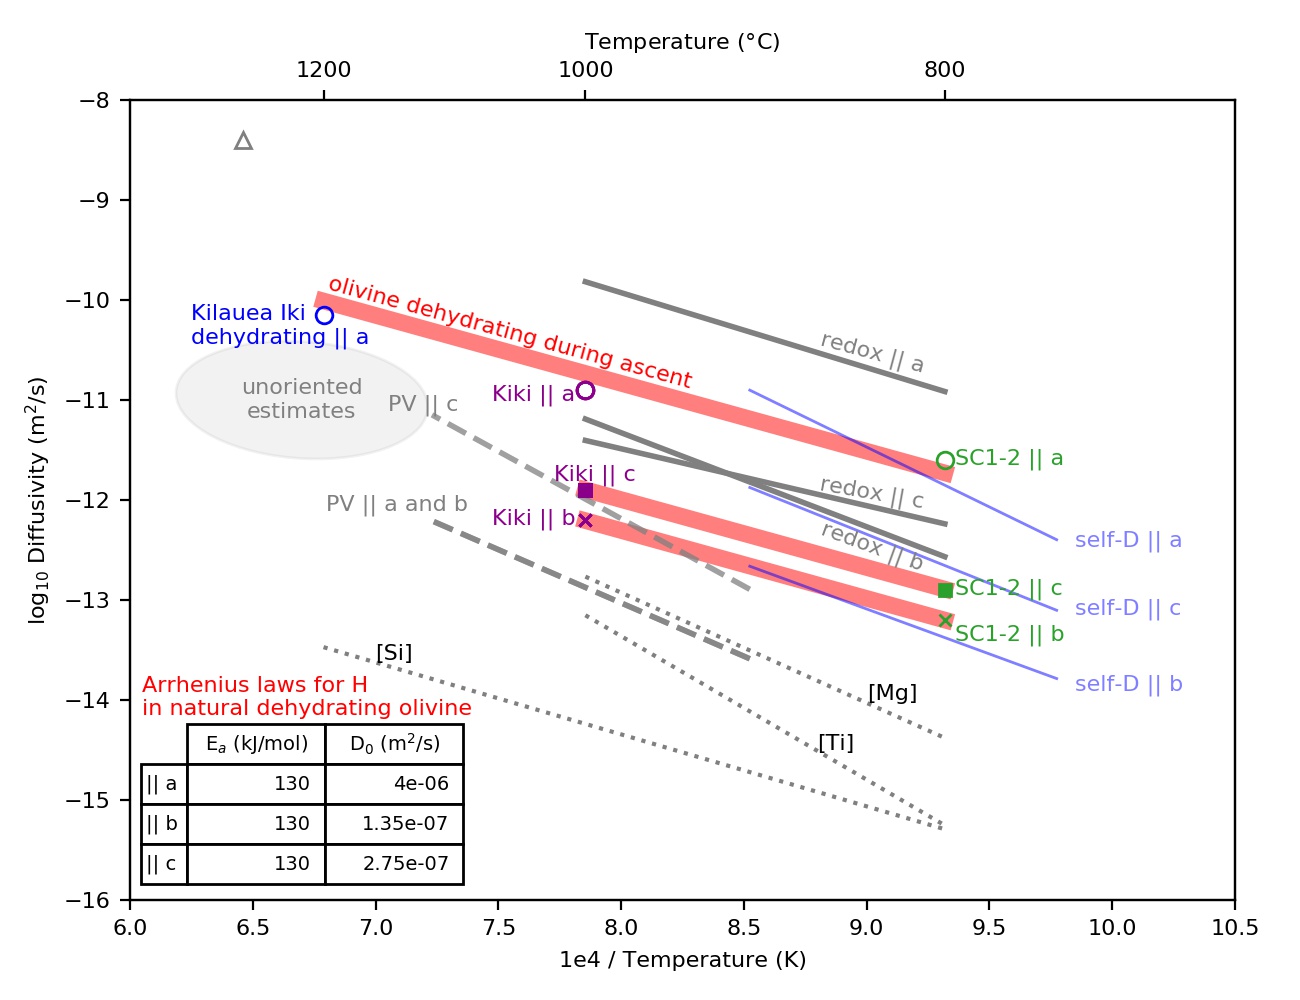 Temperature (°C)
1200 1000 800
−8
−9
−10
−11
−12
−13
−14
−15
−16
log₁₀ Diffusivity (m²/s)
olivine dehydrating during ascent
Kilauea Iki
dehydrating || a
unoriented
estimates
PV || c
PV || a and b
Kiki || a
Kiki || c
Kiki || b
redox || a
redox || c
redox || b
SC1-2 || a
SC1-2 || c
SC1-2 || b
self-D || a
self-D || c
self-D || b
[Si]
[Mg]
[Ti]
Arrhenius laws for H
in natural dehydrating olivine
Eₐ (kJ/mol) D₀ (m²/s)
|| a 130 4e-06
|| b 130 1.35e-07
|| c 130 2.75e-07
6.0 6.5 7.0 7.5 8.0 8.5 9.0 9.5 10.0 10.5
1e4 / Temperature (K)